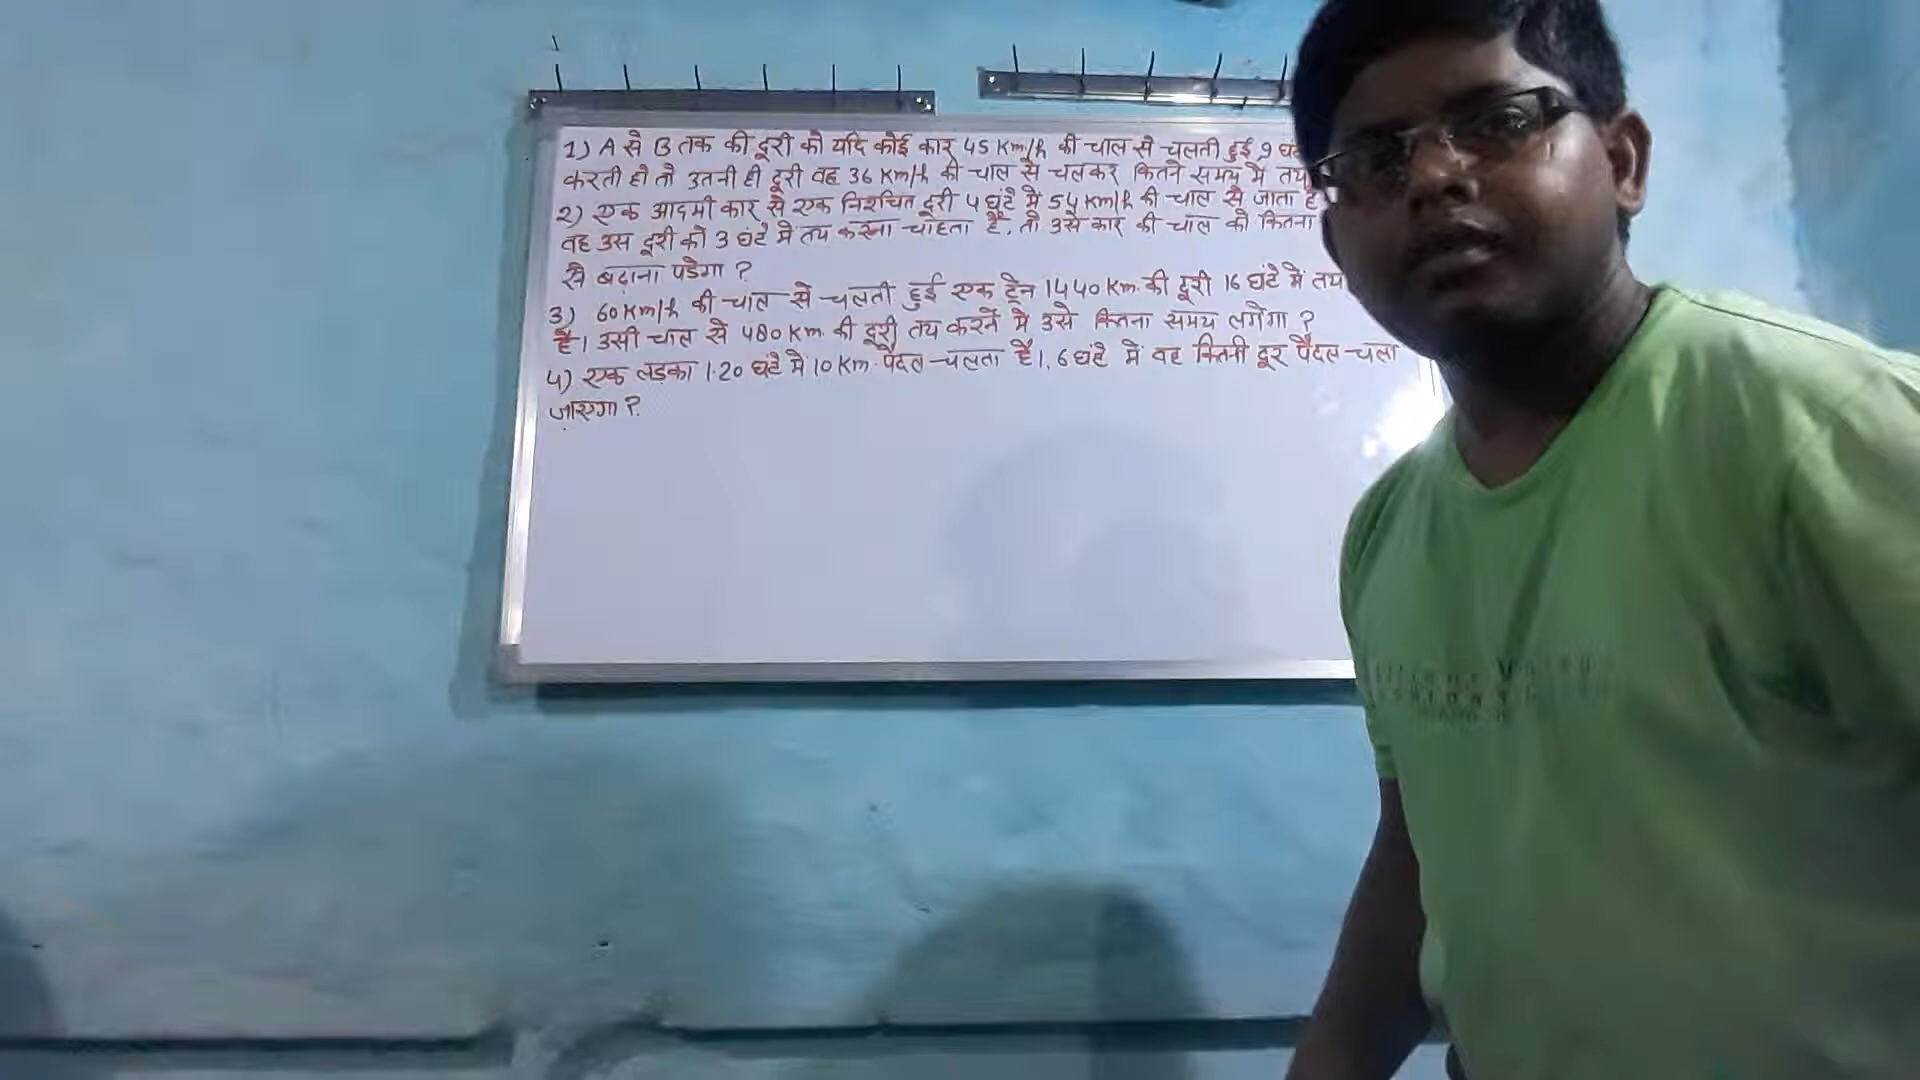 1) A से B तक की दूरी को यदि कोई कार 45 Km/h की चाल से चलती हुई 9
करती हो तो उतनी ही दूरी वह 36 Km/h की चाल से चलकर कितने समय में तय
2) एक आदमी कार से एक निश्चित दूरी 4 घंटे में 54 Km/h की चाल से जाता है
वह उस दूरी को 3 घंटे में तय करना चाहता है, तो उसे कार की चाल को कितना
से बढ़ाना पड़ेगा ?
3) 60 Km/h की चाल से चलती हुई एक ट्रेन 1440 Km. की दूरी 16 घंटे में तय
है। उसी चाल से 480 Km. की दूरी तय करने में उसे कितना समय लगेगा ?
4) एक लड़का 1.20 घंटे में 10 Km. पैदल चलता है। 6 घंटे में वह कितनी दूर पैदल चला
जाएगा ?